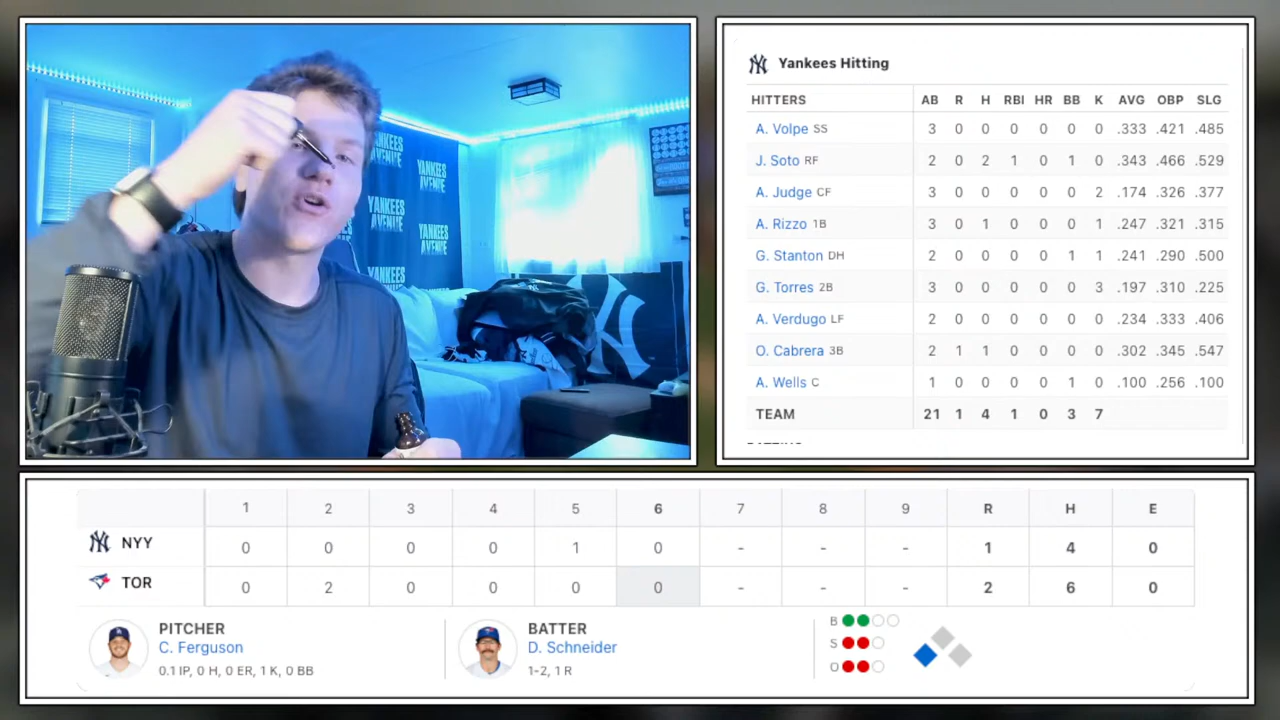 YANKEES AVENUE
YANKEES AVENUE
YANKEES AVENUE
YANKEES AVENUE
YANKEES
NY Yankees Hitting
HITTERS AB R H RBI HR BB K AVG OBP SLG
A. Volpe SS 3 0 0 0 0 0 0 .333 .421 .485
J. Soto RF 2 0 2 1 0 1 0 .343 .466 .529
A. Judge CF 3 0 0 0 0 0 2 .174 .326 .377
A. Rizzo 1B 3 0 1 0 0 0 1 .247 .321 .315
G. Stanton DH 2 0 0 0 0 1 1 .241 .290 .500
G. Torres 2B 3 0 0 0 0 0 3 .197 .310 .225
A. Verdugo LF 2 0 0 0 0 0 0 .234 .333 .406
O. Cabrera 3B 2 1 1 0 0 0 0 .302 .345 .547
A. Wells C 1 0 0 0 0 1 0 .100 .256 .100
TEAM 21 1 4 1 0 3 7
1 2 3 4 5 6 7 8 9 R H E
NY NYY 0 0 0 0 1 0 - - - 1 4 0
TOR 0 2 0 0 0 0 - - - 2 6 0
PITCHER
C. Ferguson
0.1 IP, 0 H, 0 ER, 1 K, 0 BB
BATTER
D. Schneider
1-2, 1 R
B
S
O